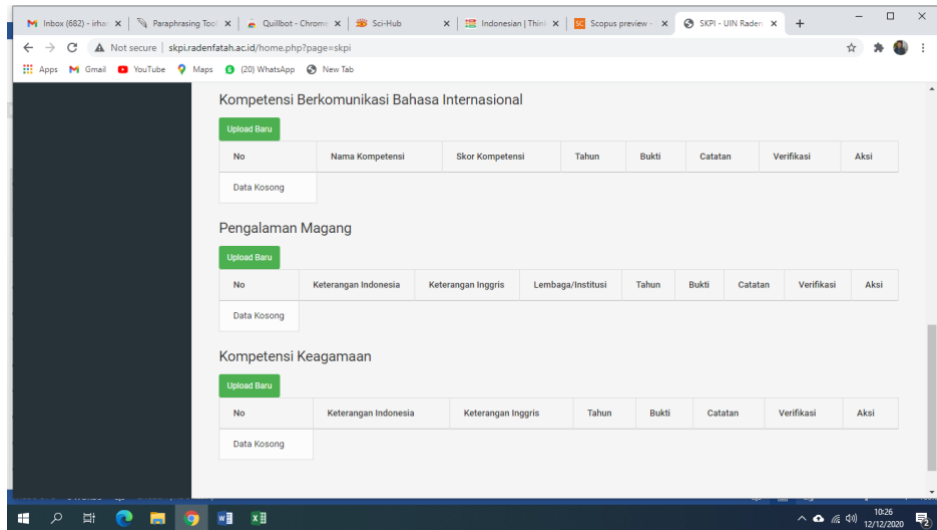 Inbox (682) - irha
Paraphrasing Tool
Quillbot - Chrome
Sci-Hub
Indonesian | Thin
Scopus preview -
SKPI - UIN Raden
Not secure | skpi.radenfatah.ac.id/home.php?page=skpi
Apps Gmail YouTube Maps (20) WhatsApp New Tab
Kompetensi Berkomunikasi Bahasa Internasional
Upload Baru
No Nama Kompetensi Skor Kompetensi Tahun Bukti Catatan Verifikasi Aksi
Data Kosong
Pengalaman Magang
Upload Baru
No Keterangan Indonesia Keterangan Inggris Lembaga/Institusi Tahun Bukti Catatan Verifikasi Aksi
Data Kosong
Kompetensi Keagamaan
Upload Baru
No Keterangan Indonesia Keterangan Inggris Tahun Bukti Catatan Verifikasi Aksi
Data Kosong
10:26
12/12/2020